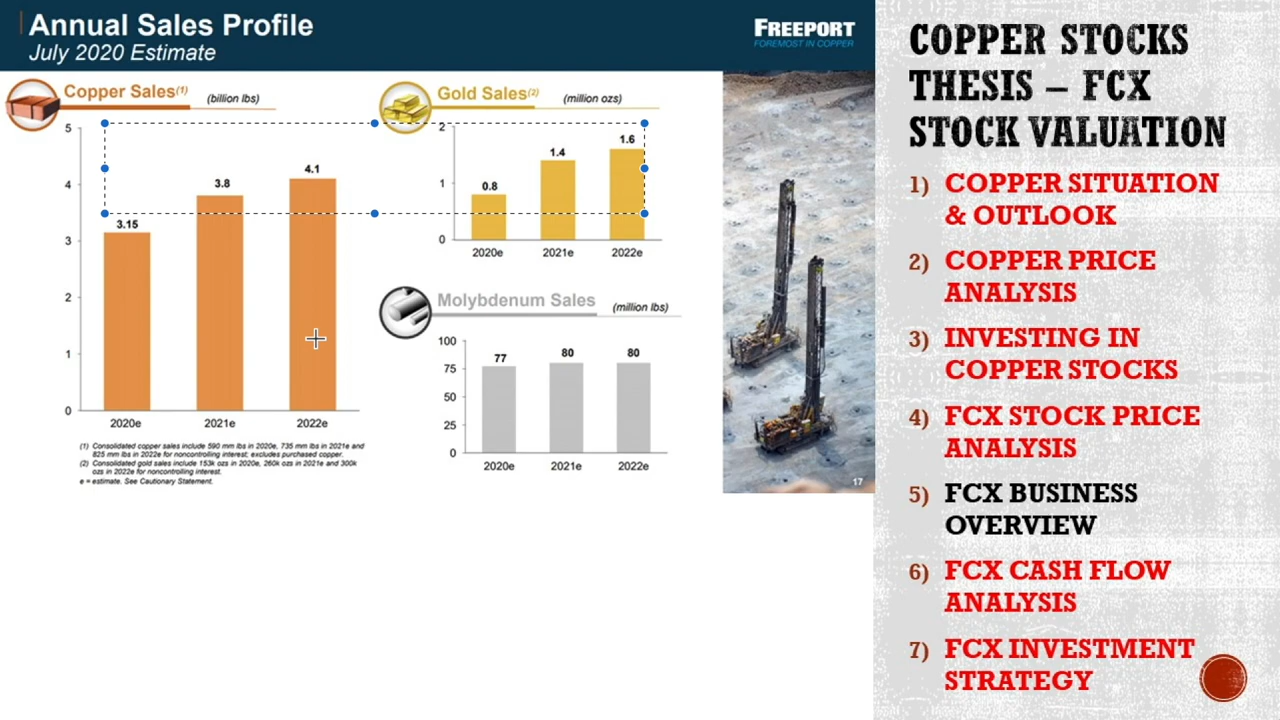 Annual Sales Profile
July 2020 Estimate
FREEPORT
FOREMOST IN COPPER
Copper Sales(1)
(billion lbs)
5
4
3
2
1
0
3.15
3.8
4.1
2020e
2021e
2022e
Gold Sales(2)
(million ozs)
2
1
0
0.8
1.4
1.6
2020e
2021e
2022e
Molybdenum Sales
(million lbs)
100
75
50
25
0
77
80
80
2020e
2021e
2022e
(1) Consolidated copper sales include 590 mm lbs in 2020e, 735 mm lbs in 2021e and
825 mm lbs in 2022e for noncontrolling interest; excludes purchased copper.
(2) Consolidated gold sales include 153k ozs in 2020e, 260k ozs in 2021e and 300k
ozs in 2022e for noncontrolling interest.
e = estimate. See Cautionary Statement.
17
COPPER STOCKS
THESIS – FCX
STOCK VALUATION
1) COPPER SITUATION
& OUTLOOK
2) COPPER PRICE
ANALYSIS
3) INVESTING IN
COPPER STOCKS
4) FCX STOCK PRICE
ANALYSIS
5) FCX BUSINESS
OVERVIEW
6) FCX CASH FLOW
ANALYSIS
7) FCX INVESTMENT
STRATEGY